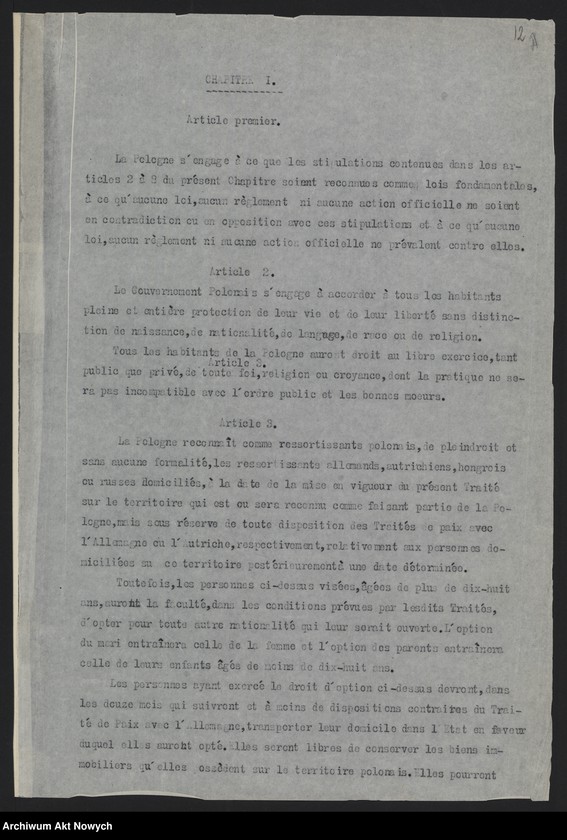 12
CHAPITRE I.
Article premier.
La Pologne s'engage à ce que les stipulations contenues dans les ar-
ticles 2 à 8 du présent Chapitre soient reconnues commes lois fondamentales,
à ce qu'aucune loi,aucun règlement ni aucune action officielle ne soient
en contradiction ou en opposition avec ces stipulations et à ce qu'aucune
loi,aucun règlement ni aucune action officielle ne prévalent contre elles.
Article 2.
Le Gouvernement Polonais s'engage à accorder à tous les habitants
pleine et entière protection de leur vie et de leur liberté sans distinc-
tion de naissance,de nationalité,de langage,de race ou de religion.
Tous les habitants de la Pologne auront droit au libre exercice,tant
Article 2.
public que privé,de toute foi,religion ou croyance,dont la pratique ne se-
ra pas incompatible avec l'ordre public et les bonnes moeurs.
Article 3.
La Pologne reconnaît comme ressortissants polonais,de plaindroit et
sans aucune formalité,les ressortissants allemands,autrichiens,hongrois
ou russes domiciliés, à la date de la mise en vigueur du présent Traité
sur le territoire qui est ou sera reconnu comme faisant partie de la Po-
logne,mais sous réserve de toute disposition des Traités de paix avec
l'Allemagne ou l'Autriche,respectivement,relativement aux personnes do-
miciliées su ce territoire postérieurementà une date déterminée.
Toutefois,les personnes ci-dessus visées,âgées de plus de dix-huit
ans,auront la faculté,dans les conditions prévues par lesdits Traités,
d'opter pour toute autre nationalité qui leur serait ouverte.L'option
du mari entraînera celle de la femme et l'option des parents entraînera
celle de leurs enfants âgés de moins de dix-huit ans.
Les personnes ayant exercé le droit d'option ci-dessus devront,dans
les douze mois qui suivront et à moins de dispositions contraires du Trai-
té de Paix avec l'Allemagne,transporter leur domicile dans l'Etat en faveur
duquel elles auront opté.Elles seront libres de conserver les biens im-
mobiliers qu'elles possèdent sur le territoire polonais.Elles pourront
Archiwum Akt Nowych